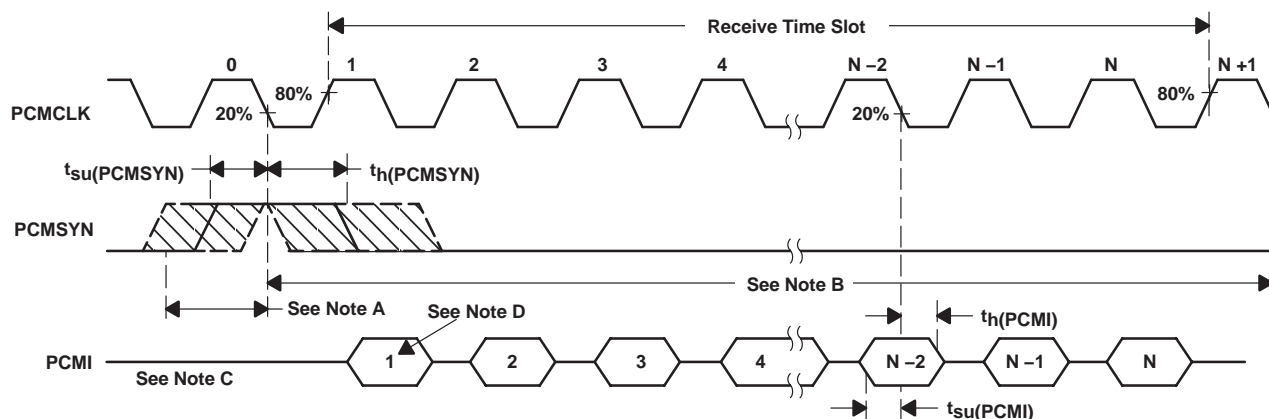 Receive Time Slot
0 1 2 3 4 N –2 N –1 N N +1
80% 80%
PCMCLK 20% 20%
tsu(PCMSYN) th(PCMSYN)
PCMSYN
See Note B
See Note A
See Note D
th(PCMI)
PCMI 1 2 3 4 N –2 N –1 N
See Note C
tsu(PCMI)